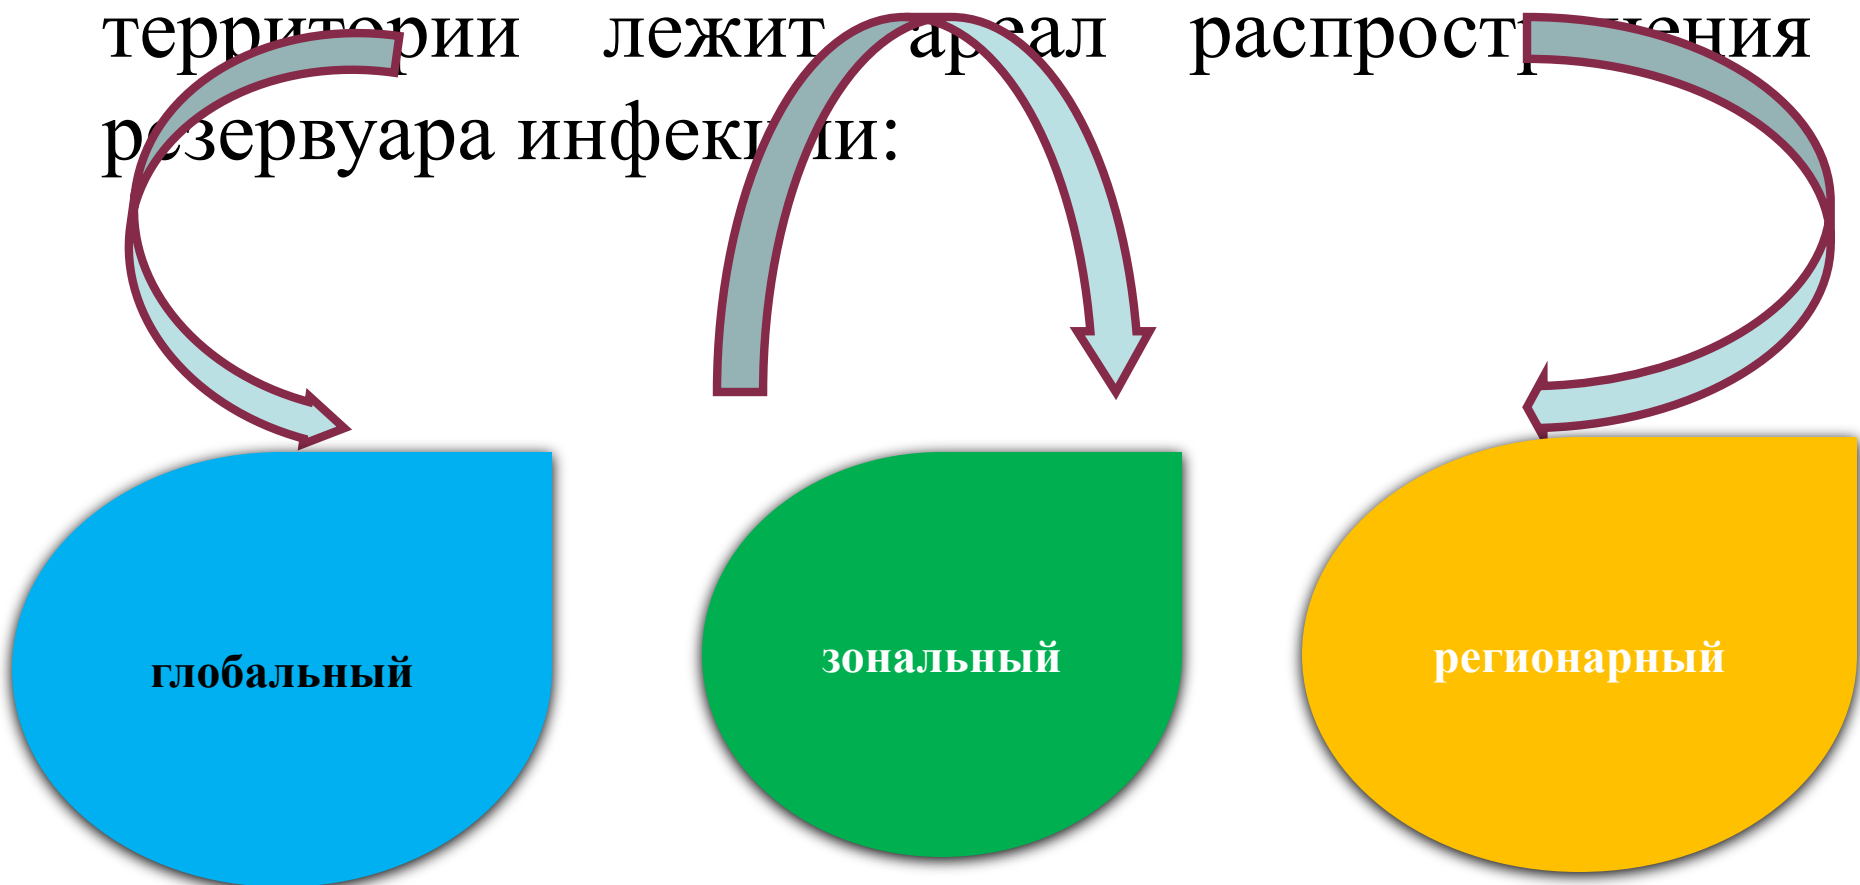 территории лежит ареал распространения
резервуара инфекции:
глобальный
зональный
регионарный